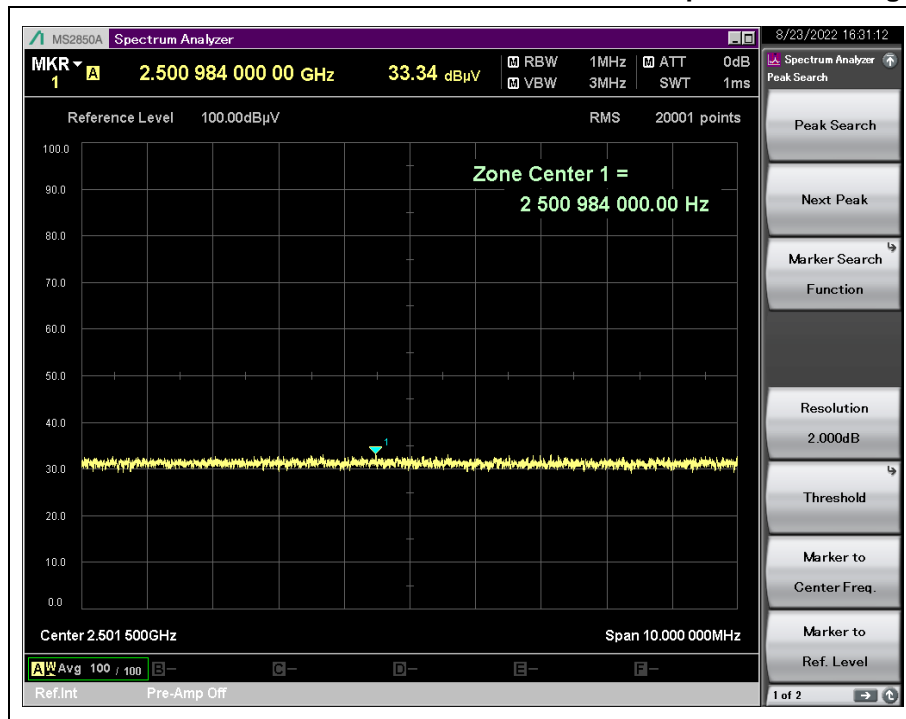 MS2850A Spectrum Analyzer
8/23/2022 16:31:12
MKR 1 A 2.500 984 000 00 GHz 33.34 dBµV
M RBW 1MHz M ATT 0dB
M VBW 3MHz SWT 1ms
Reference Level 100.00dBµV RMS 20001 points
Zone Center 1 =
2 500 984 000.00 Hz
100.0
90.0
80.0
70.0
60.0
50.0
40.0
30.0
20.0
10.0
0.0
1
Center 2.501 500GHz Span 10.000 000MHz
A W Avg 100 / 100 B C D E F
Ref.Int Pre-Amp Off
Spectrum Analyzer
Peak Search
Peak Search
Next Peak
Marker Search
Function
Resolution
2.000dB
Threshold
Marker to
Center Freq.
Marker to
Ref. Level
1 of 2